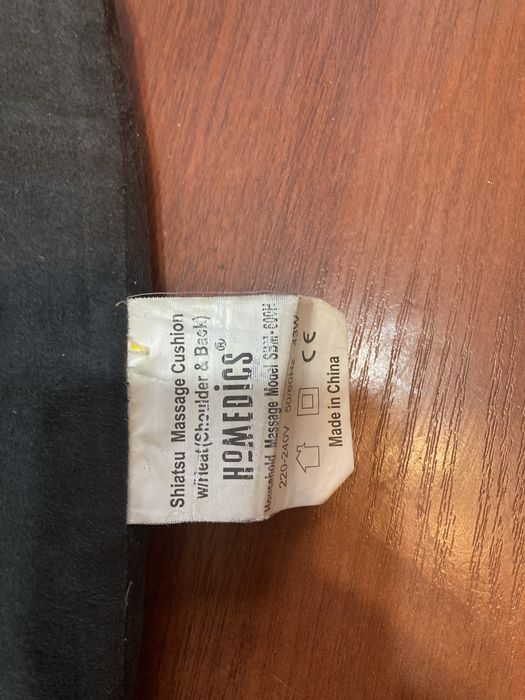 Shiatsu Massage Cushion
W/Heat(Shoulder & Back)
HoMEDiCS®
Household Massage Model SBM-600H
220-240V 50/60Hz
CE
Made in China